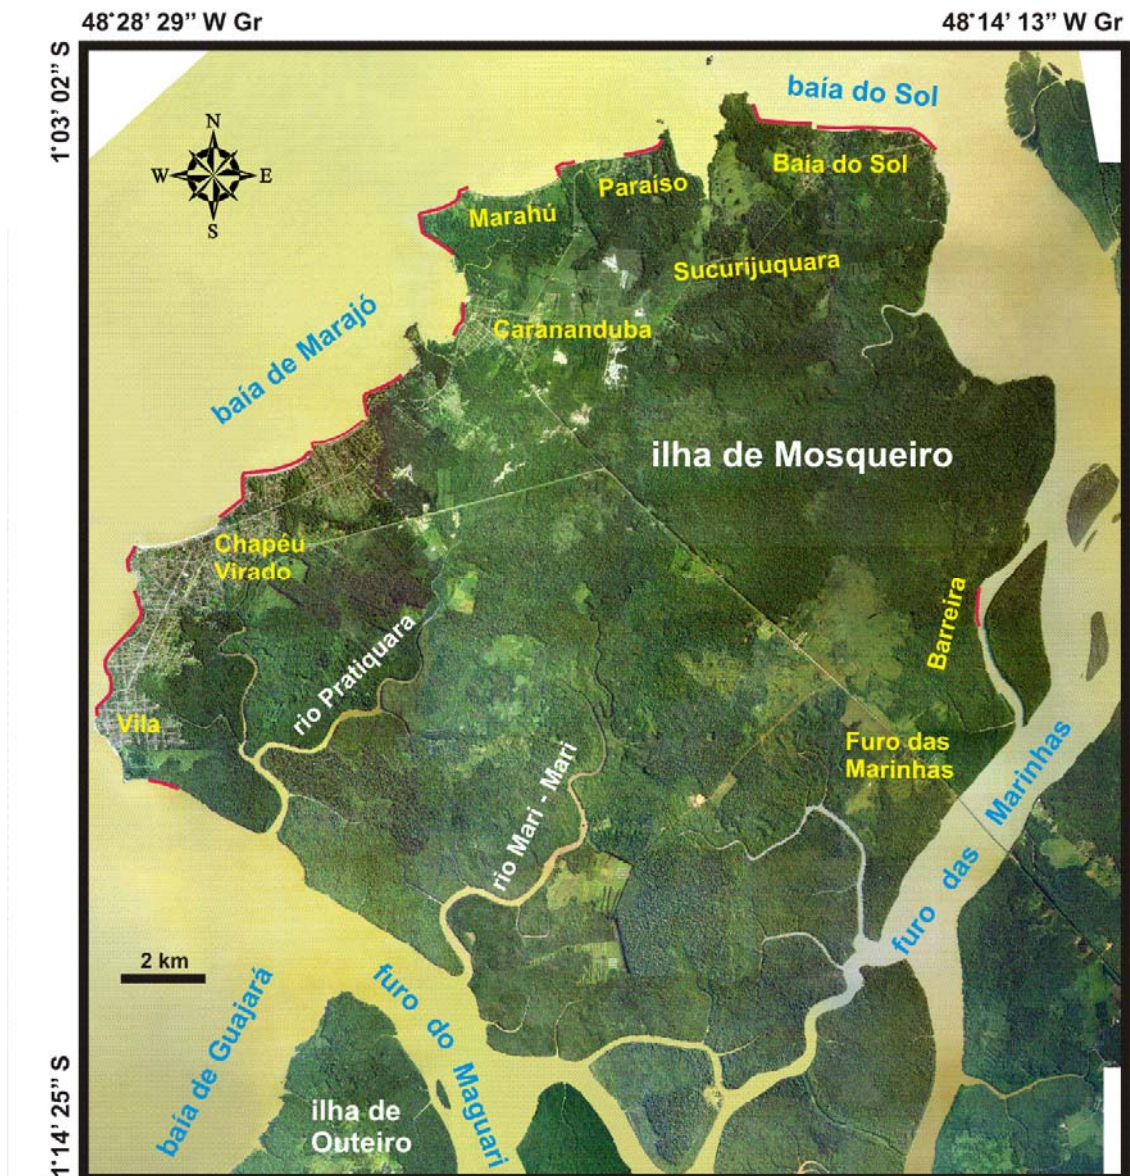 48°28’ 29” W Gr
48°14’ 13” W Gr
1°03’ 02” S
baía do Sol
N
W
E
S
Baía do Sol
Paraíso
Marahú
Sucurijuquara
Carananduba
baía de Marajó
ilha de Mosqueiro
Chapéu
Virado
Barreira
rio Pratiquara
Vila
Furo das
Marinhas
rio Mari - Mari
furo das Marinhas
2 km
baía de Guajará
furo do Maguari
ilha de
Outeiro
1°14’ 25” S